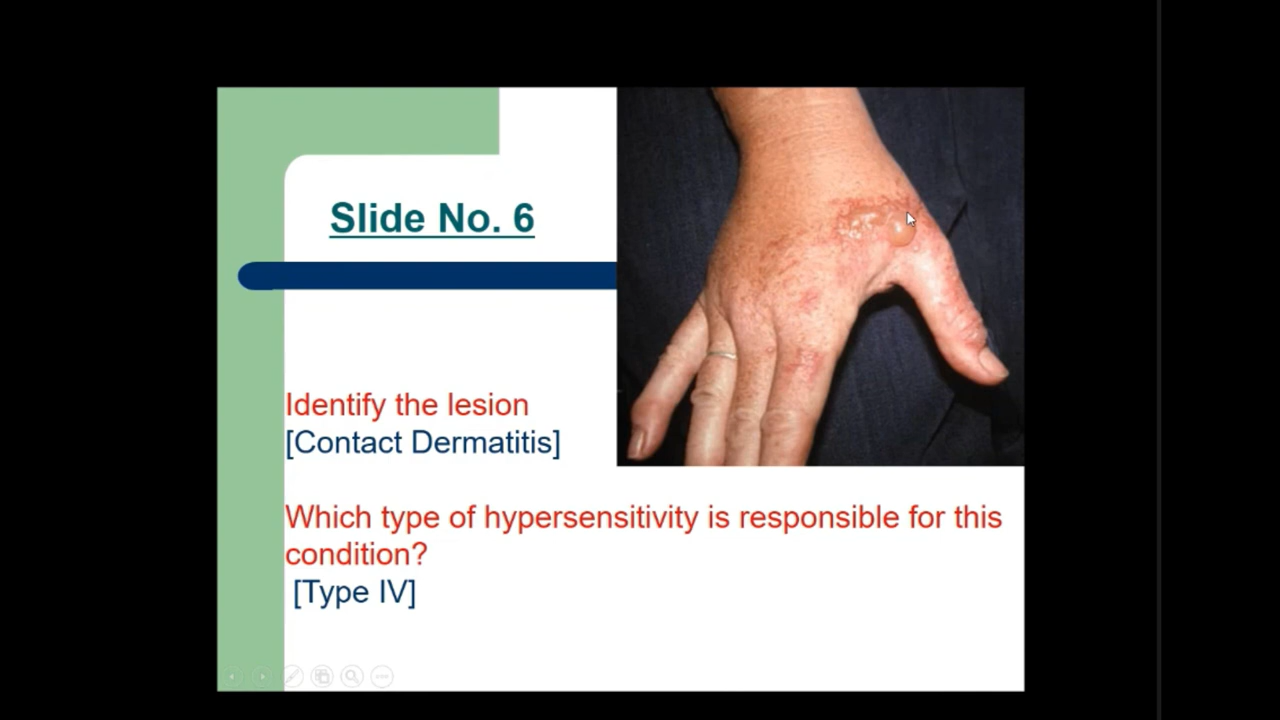 Slide No. 6
Identify the lesion
[Contact Dermatitis]
Which type of hypersensitivity is responsible for this
condition?
[Type IV]